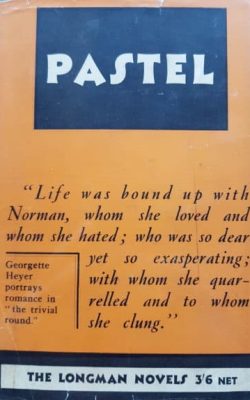 PASTEL
"Life was bound up with
Norman, whom she loved and
whom she hated; who was so dear
yet so exasperating;
with whom she quar-
relled and to whom
she clung."
Georgette
Heyer
portrays
romance in
"the trivial
round."
THE LONGMAN NOVELS 3/6 NET